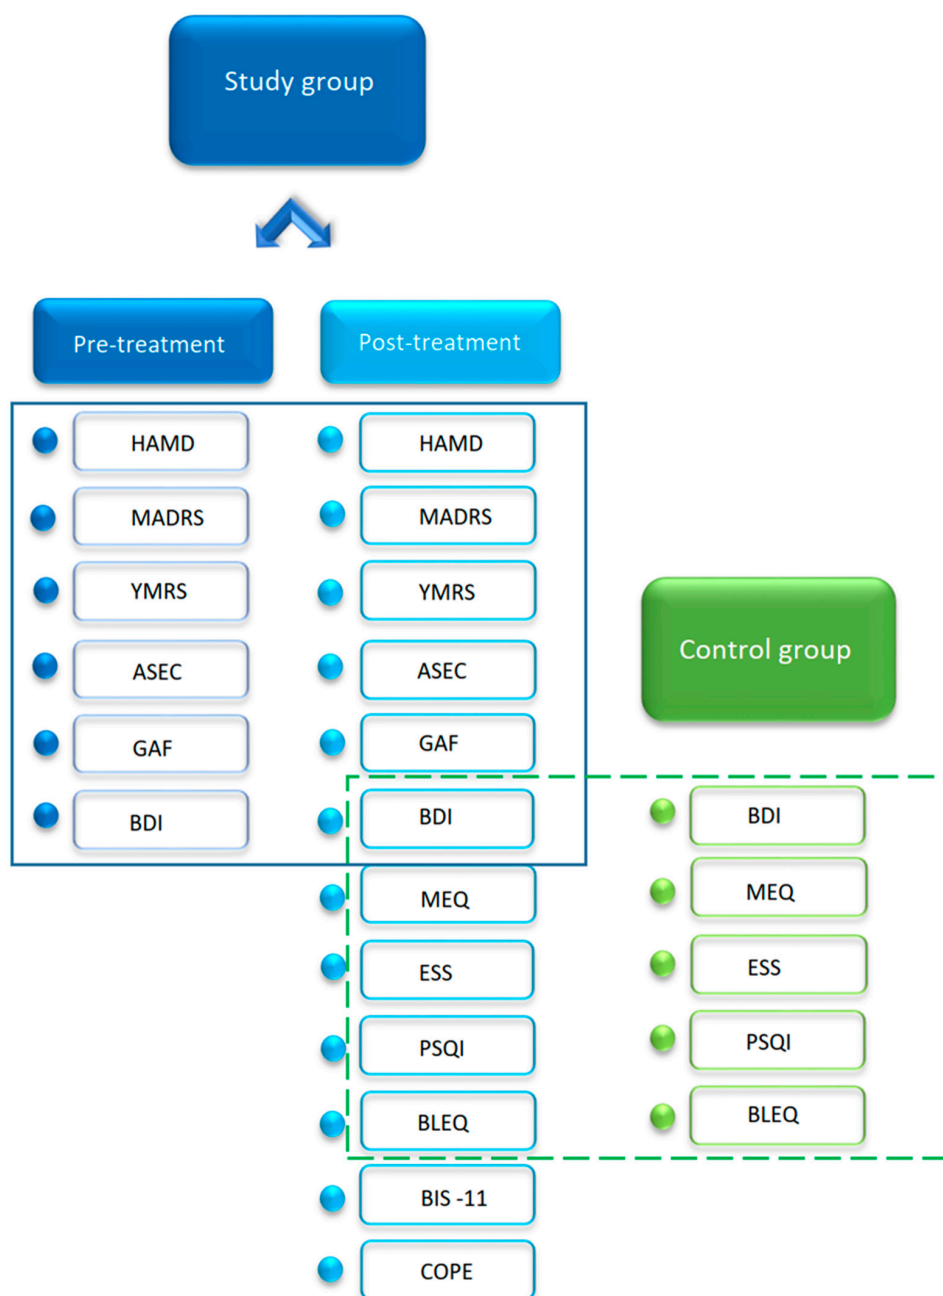 Study group
Pre-treatment
Post-treatment
HAMD
MADRS
YMRS
ASEC
GAF
BDI
HAMD
MADRS
YMRS
ASEC
GAF
BDI
MEQ
ESS
PSQI
BLEQ
BIS -11
COPE
Control group
BDI
MEQ
ESS
PSQI
BLEQ